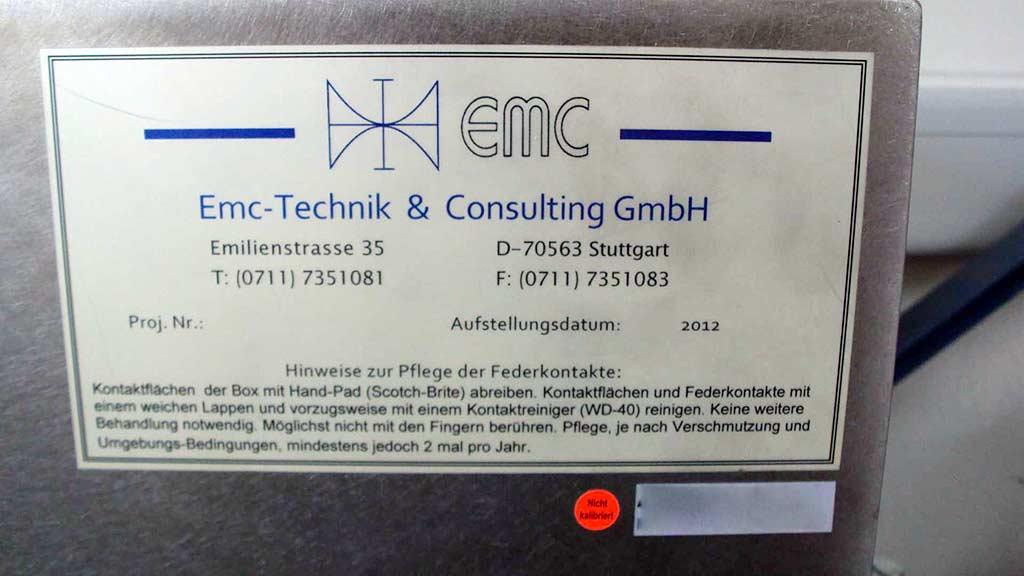 EMC
Emc-Technik & Consulting GmbH
Emilienstrasse 35 D-70563 Stuttgart
T: (0711) 7351081 F: (0711) 7351083
Proj. Nr.: Aufstellungsdatum: 2012
Hinweise zur Pflege der Federkontakte:
Kontaktflächen der Box mit Hand-Pad (Scotch-Brite) abreiben. Kontaktflächen und Federkontakte mit
einem weichen Lappen und vorzugsweise mit einem Kontaktreiniger (WD-40) reinigen. Keine weitere
Behandlung notwendig. Möglichst nicht mit den Fingern berühren. Pflege, je nach Verschmutzung und
Umgebungs-Bedingungen, mindestens jedoch 2 mal pro Jahr.
Nicht
kalibriert!